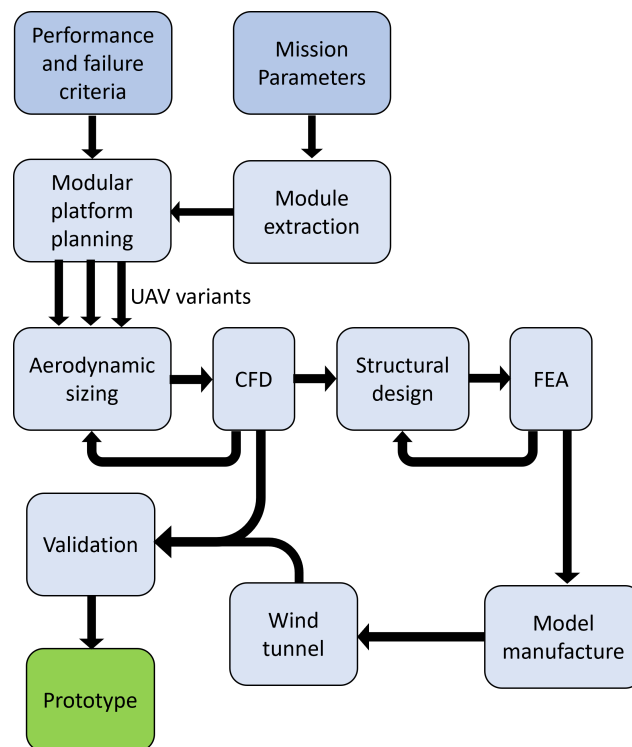 Performance
and failure
criteria
Mission
Parameters
Modular
platform
planning
Module
extraction
UAV variants
Aerodynamic
sizing
CFD
Structural
design
FEA
Validation
Wind
tunnel
Model
manufacture
Prototype